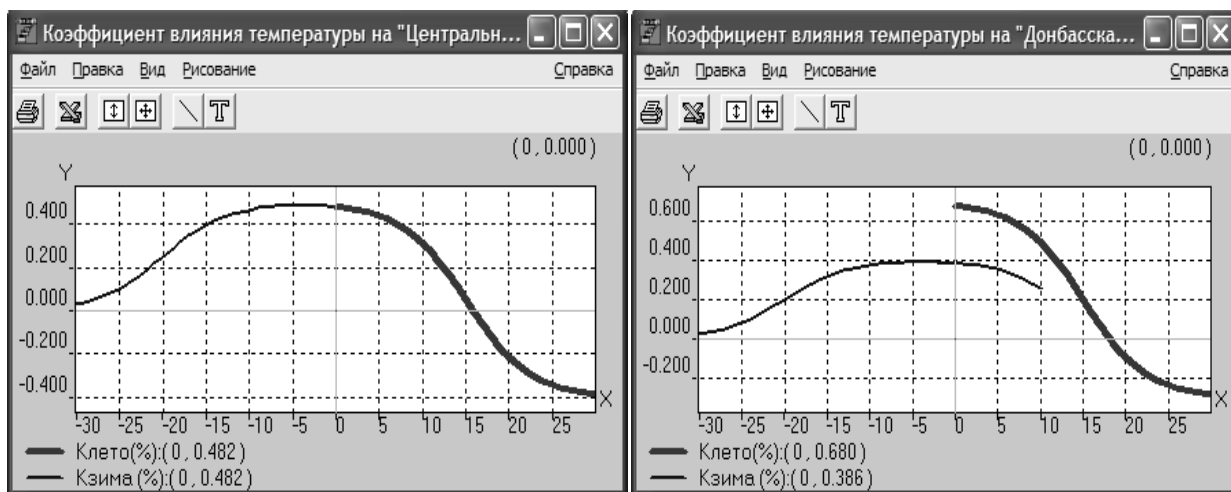 Коэффициент влияния температуры на "Центральн...
Файл Правка Вид Рисование Справка
(0, 0.000)
Y
0.400
0.200
0.000
-0.200
-0.400
X
-30 -25 -20 -15 -10 -5 0 5 10 15 20 25
Клето(%):(0, 0.482)
Кзима(%):(0, 0.482)
Коэффициент влияния температуры на "Донбасска...
Файл Правка Вид Рисование Справка
(0, 0.000)
Y
0.600
0.400
0.200
0.000
-0.200
X
-30 -25 -20 -15 -10 -5 0 5 10 15 20 25
Клето(%):(0, 0.680)
Кзима(%):(0, 0.386)